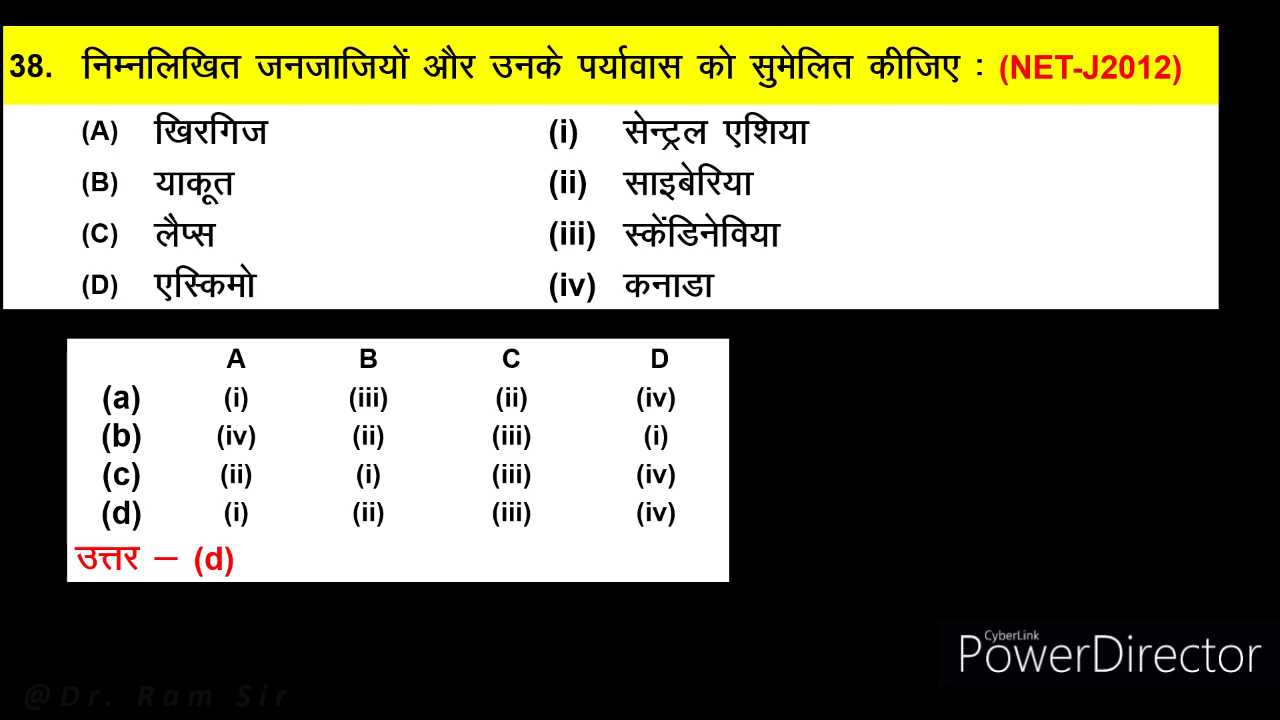 38. निम्नलिखित जनजाजियों और उनके पर्यावास को सुमेलित कीजिए : (NET-J2012)
(A) खिरगिज (i) सेन्ट्रल एशिया
(B) याकूत (ii) साइबेरिया
(C) लैप्स (iii) स्केंडिनेविया
(D) एस्किमो (iv) कनाडा
A B C D
(a) (i) (iii) (ii) (iv)
(b) (iv) (ii) (iii) (i)
(c) (ii) (i) (iii) (iv)
(d) (i) (ii) (iii) (iv)
उत्तर – (d)
CyberLink
PowerDirector
@Dr. Ram Sir